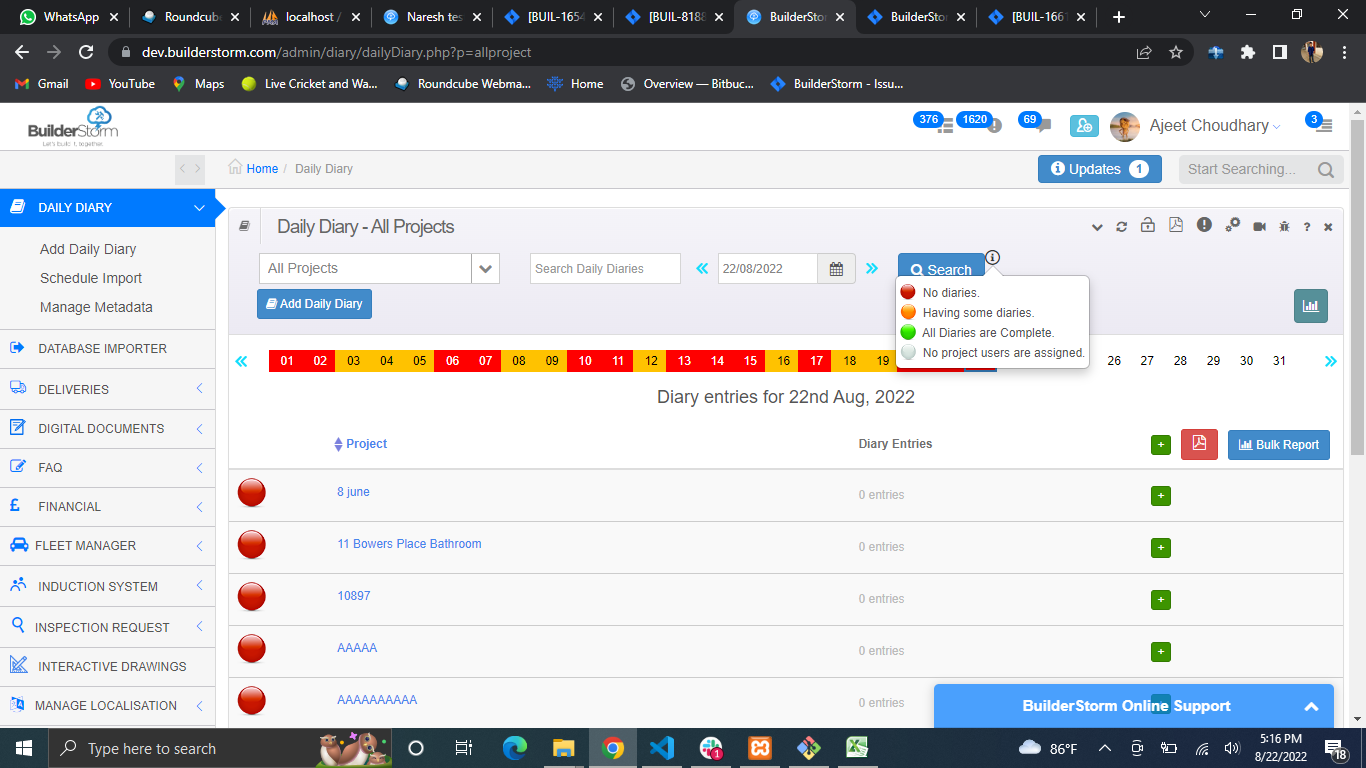 WhatsApp
Roundcube
localhost /
Naresh tes
[BUIL-1654
[BUIL-8188
BuilderStor
BuilderStor
[BUIL-1661
dev.builderstorm.com/admin/diary/dailyDiary.php?p=allproject
Gmail
YouTube
Maps
Live Cricket and Wa...
Roundcube Webma...
Home
Overview — Bitbuc...
BuilderStorm - Issu...
BuilderStorm
Let's build it, together.
376
1620
69
Ajeet Choudhary
3
Home / Daily Diary
Updates 1
Start Searching...
DAILY DIARY
Add Daily Diary
Schedule Import
Manage Metadata
DATABASE IMPORTER
DELIVERIES
DIGITAL DOCUMENTS
FAQ
FINANCIAL
FLEET MANAGER
INDUCTION SYSTEM
INSPECTION REQUEST
INTERACTIVE DRAWINGS
MANAGE LOCALISATION
Daily Diary - All Projects
All Projects
Search Daily Diaries
22/08/2022
Search
Add Daily Diary
No diaries.
Having some diaries.
All Diaries are Complete.
No project users are assigned.
01 02 03 04 05 06 07 08 09 10 11 12 13 14 15 16 17 18 19 26 27 28 29 30 31
Diary entries for 22nd Aug, 2022
Project Diary Entries Bulk Report
8 june 0 entries
11 Bowers Place Bathroom 0 entries
10897 0 entries
AAAAA 0 entries
AAAAAAAAAA 0 entries
BuilderStorm Online Support
Type here to search
1
86°F
5:16 PM
8/22/2022
18